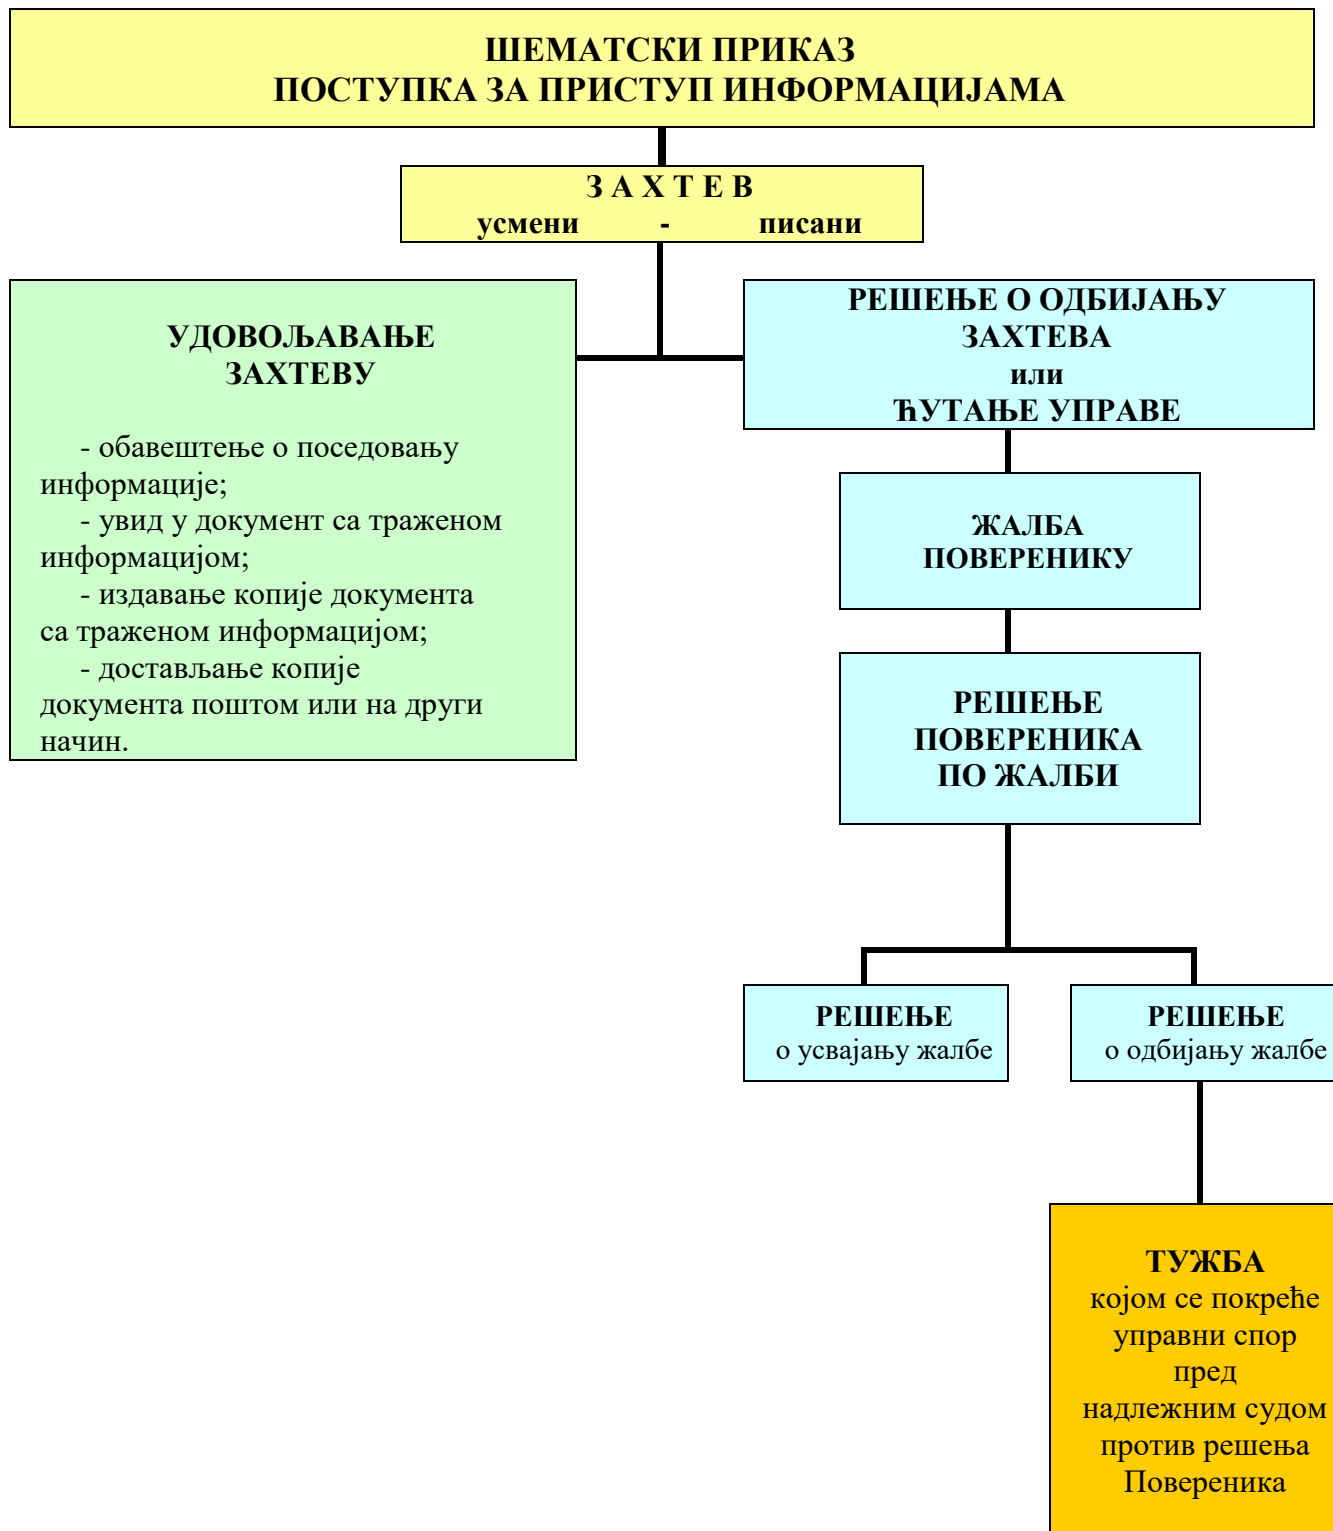 ШЕМАТСКИ ПРИКАЗ
ПОСТУПКА ЗА ПРИСТУП ИНФОРМАЦИЈАМА
З А Х Т Е В
усмени - писани
УДОВОЉАВАЊЕ
ЗАХТЕВУ
- обавештење о поседовању
информације;
- увид у документ са траженом
информацијом;
- издавање копије документа
са траженом информацијом;
- достављање копије
документа поштом или на други
начин.
РЕШЕЊЕ О ОДБИЈАЊУ
ЗАХТЕВА
или
ЋУТАЊЕ УПРАВЕ
ЖАЛБА
ПОВЕРЕНИКУ
РЕШЕЊЕ
ПОВЕРЕНИКА
ПО ЖАЛБИ
РЕШЕЊЕ
о усвајању жалбе
РЕШЕЊЕ
о одбијању жалбе
ТУЖБА
којом се покреће
управни спор
пред
надлежним судом
против решења
Повереника